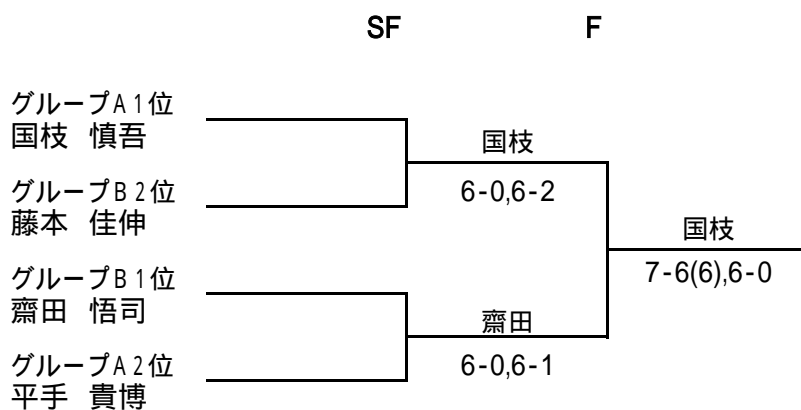 SF F
グループA1位
国枝 慎吾
国枝
グループB2位
6-0,6-2
藤本 佳伸
国枝
グループB1位
7-6(6),6-0
齋田 悟司
齋田
グループA2位
6-0,6-1
平手 貴博